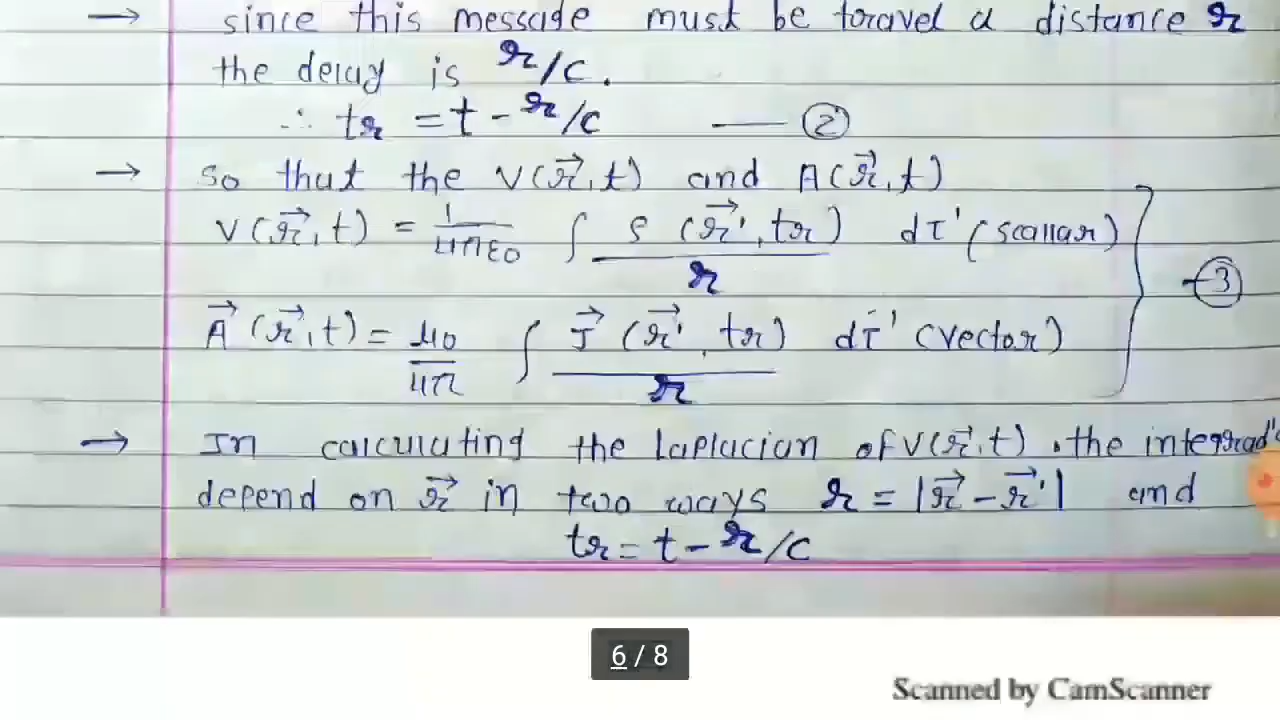 → since this message must be travel a distance r
the delay is r/c.
∴ tr = t - r/c —— ②
→ So that the V(r⃗,t) and A(r⃗,t)
V(r⃗,t) = 1/4πε0 ∫ ρ(r⃗',tr)/r dτ' (scallar)
A⃗(r⃗,t) = μ0/4π ∫ J⃗(r⃗',tr)/r dτ' (vector) } -③
→ In calculating the Laplacian of V(r⃗,t), the integrad's
depend on r⃗ in two ways r = |r⃗ - r⃗'| and
tr = t - r/c
6 / 8
Scanned by CamScanner